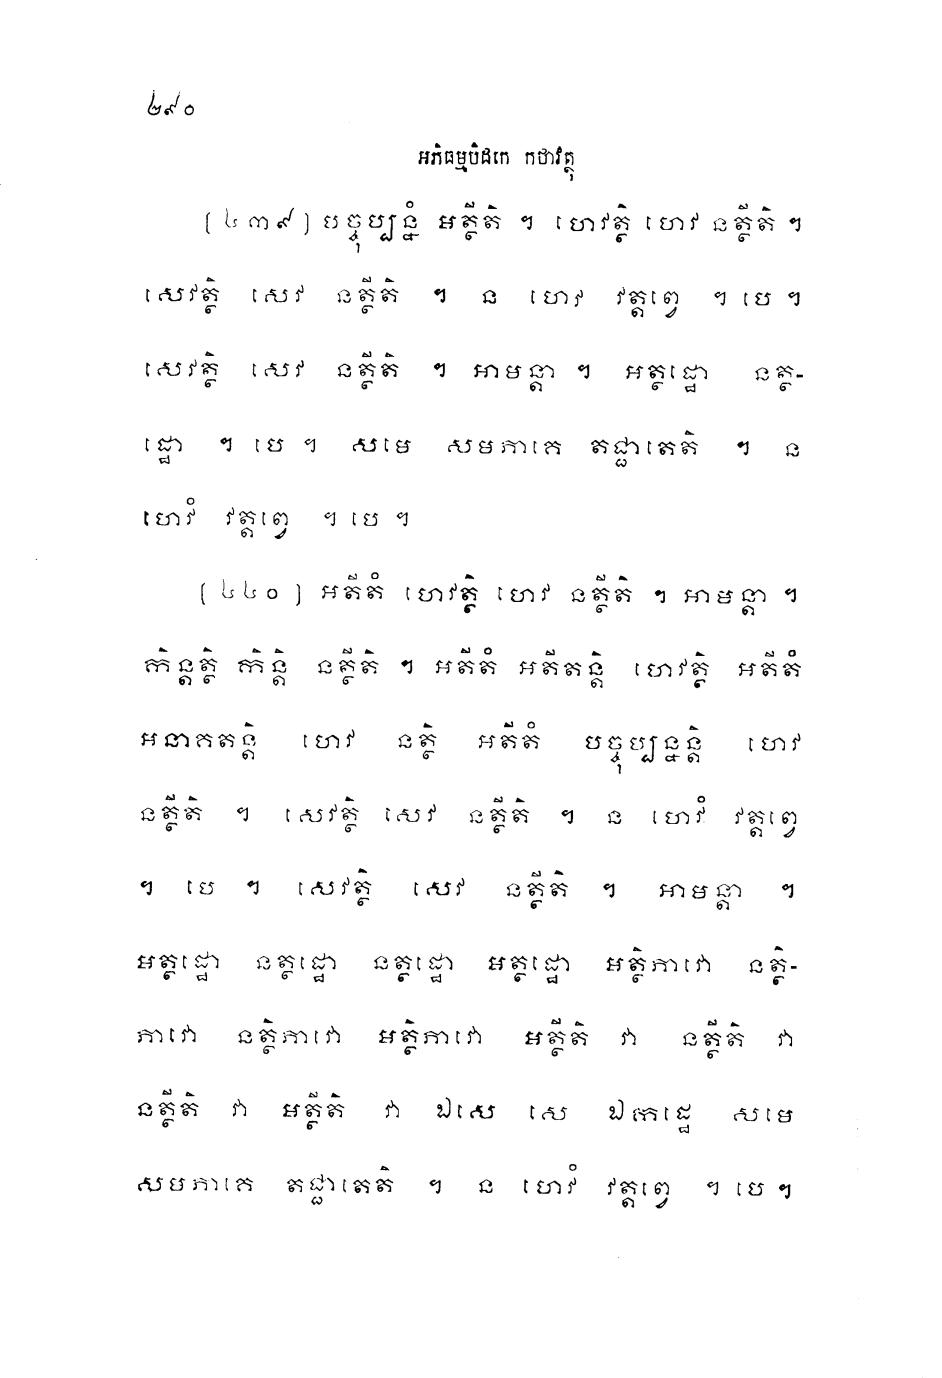 ២៩០
អភិធម្មបិដកេ កថាវត្ថុ
[៤៣៩] បច្ចុប្បន្នំ អត្ថីតិ ។ ហេវត្ថិ ហេវ នត្ថីតិ ។
សេវត្ថិ សេវ នត្ថីតិ ។ ន ហេវ វត្តព្វេ ។ បេ ។
សេវត្ថិ សេវ នត្ថីតិ ។ អាមន្តា ។ អត្ថដ្ឋោ នត្ថ-
ដ្ឋោ ។ បេ ។ សមេ សមភាគេ តជ្ជាតេតិ ។ ន
ហេវំ វត្តព្វេ ។ បេ ។
[៤៤០] អតីតំ ហេវត្ថិ ហេវ នត្ថីតិ ។ អាមន្តា ។
កិន្តត្ថិ កិន្តិ នត្ថីតិ ។ អតីតំ អតីតន្តិ ហេវត្ថិ អតីតំ
អនាគតន្តិ ហេវ នត្ថិ អតីតំ បច្ចុប្បន្នន្តិ ហេវ
នត្ថីតិ ។ សេវត្ថិ សេវ នត្ថីតិ ។ ន ហេវំ វត្តព្វេ
។ បេ ។ សេវត្ថិ សេវ នត្ថីតិ ។ អាមន្តា ។
អត្ថដ្ឋោ នត្ថដ្ឋោ នត្ថដ្ឋោ អត្ថដ្ឋោ អត្ថិភាវោ នត្ថិ-
ភាវោ នត្ថិភាវោ អត្ថិភាវោ អត្ថីតិ វា នត្ថីតិ វា
នត្ថីតិ វា អត្ថីតិ វា ឯសេ សេ ឯកដ្ឋេ សមេ
សមភាគេ តជ្ជាតេតិ ។ ន ហេវំ វត្តព្វេ ។ បេ ។